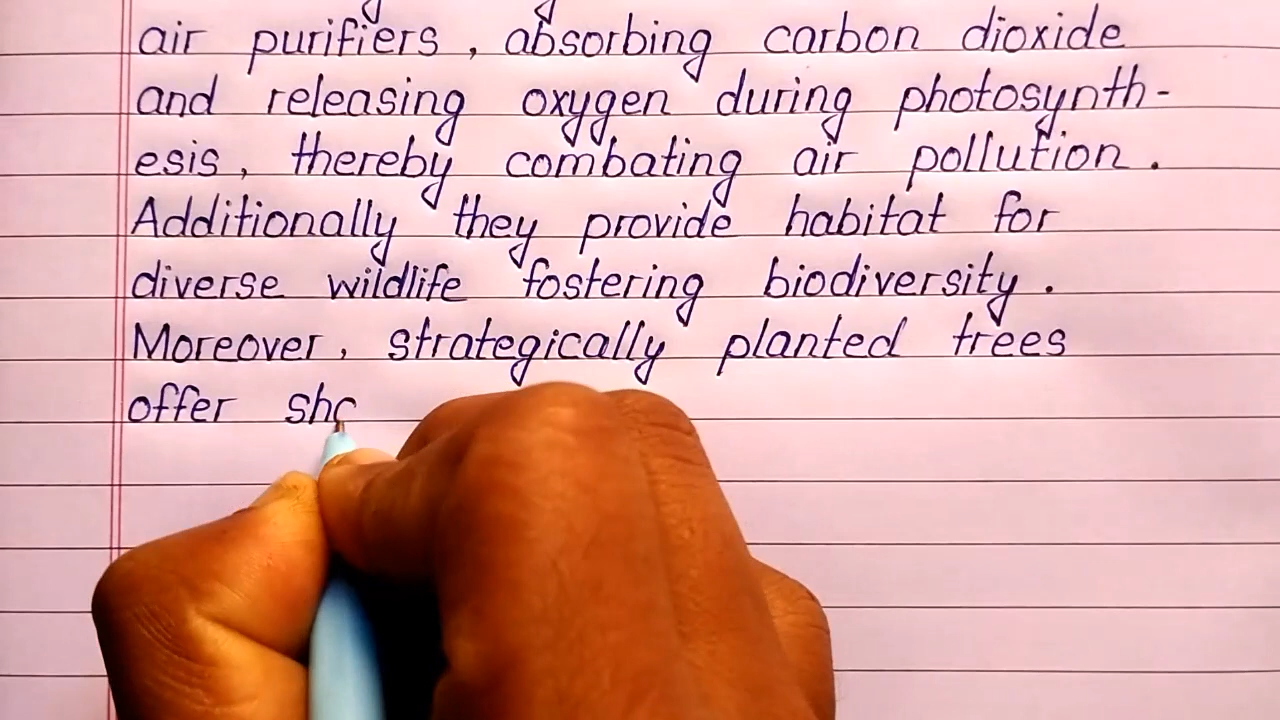 air purifiers, absorbing carbon dioxide
and releasing oxygen during photosynth-
esis, thereby combating air pollution.
Additionally they provide habitat for
diverse wildlife fostering biodiversity.
Moreover, strategically planted trees
offer